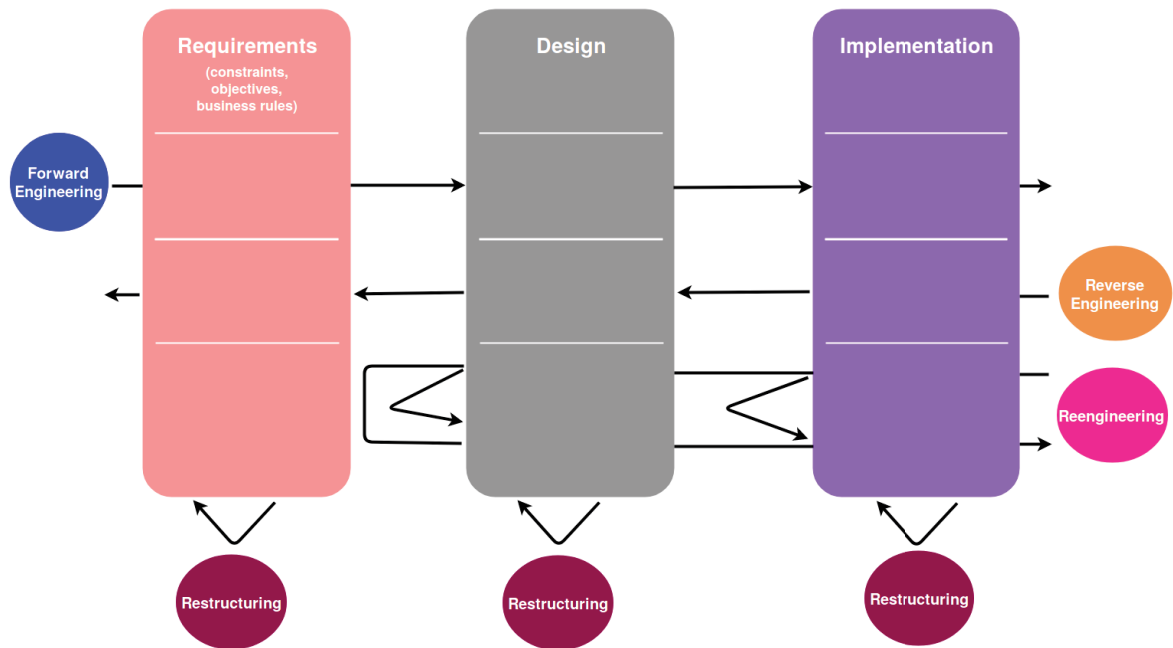 Requirements
(constraints,
objectives,
business rules)
Design
Implementation
Forward
Engineering
Reverse
Engineering
Reengineering
Restructuring
Restructuring
Restructuring